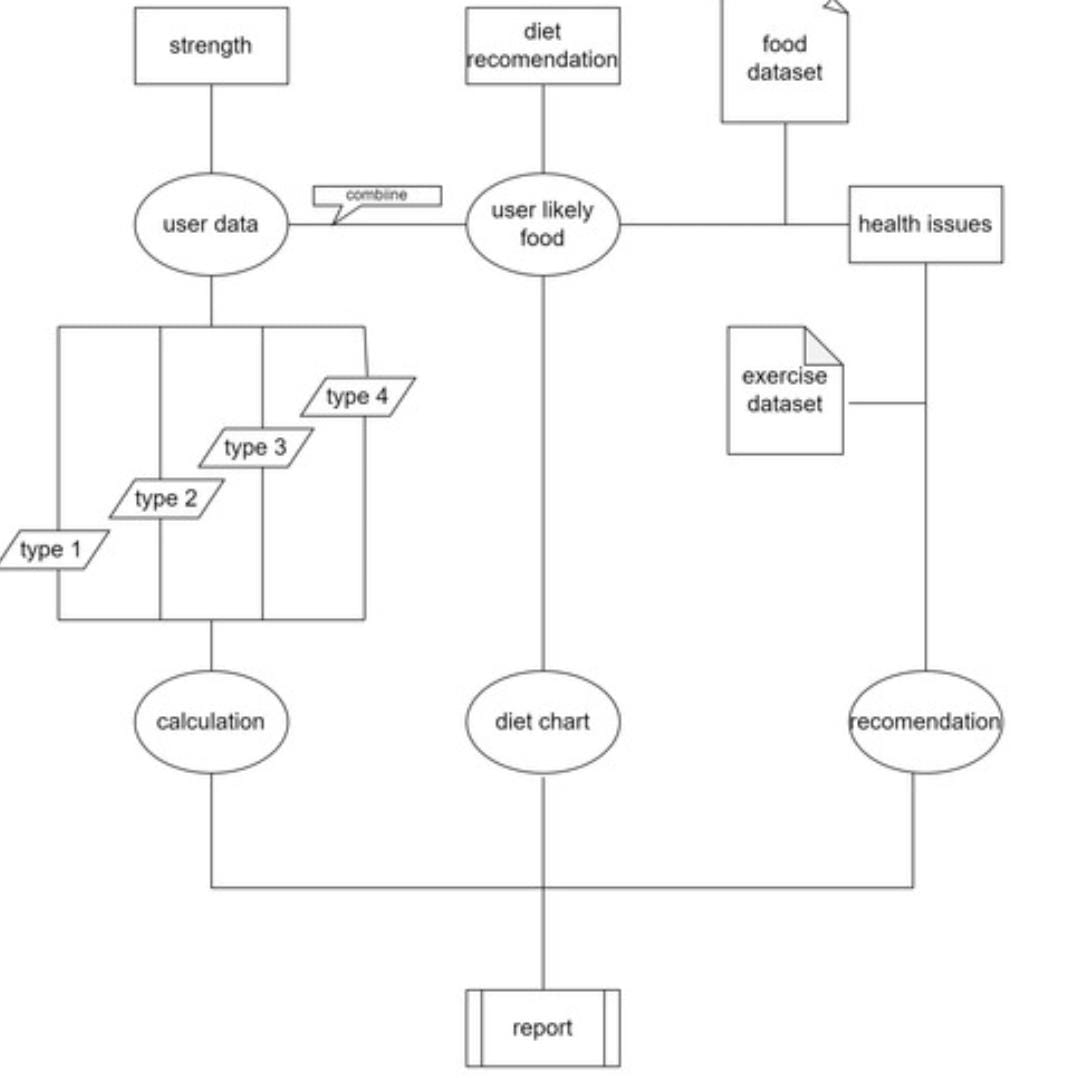 strength
diet
recomendation
food
dataset
combiine
user data
user likely
food
health issues
exercise
dataset
type 4
type 3
type 2
type 1
calculation
diet chart
recomendation
report